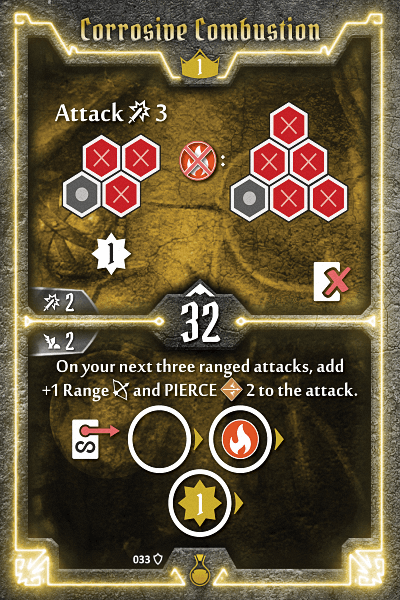 Corrosive Combustion
1
Attack 3
:
1
2
32
2
On your next three ranged attacks, add
+1 Range and PIERCE 2 to the attack.
S
1
033